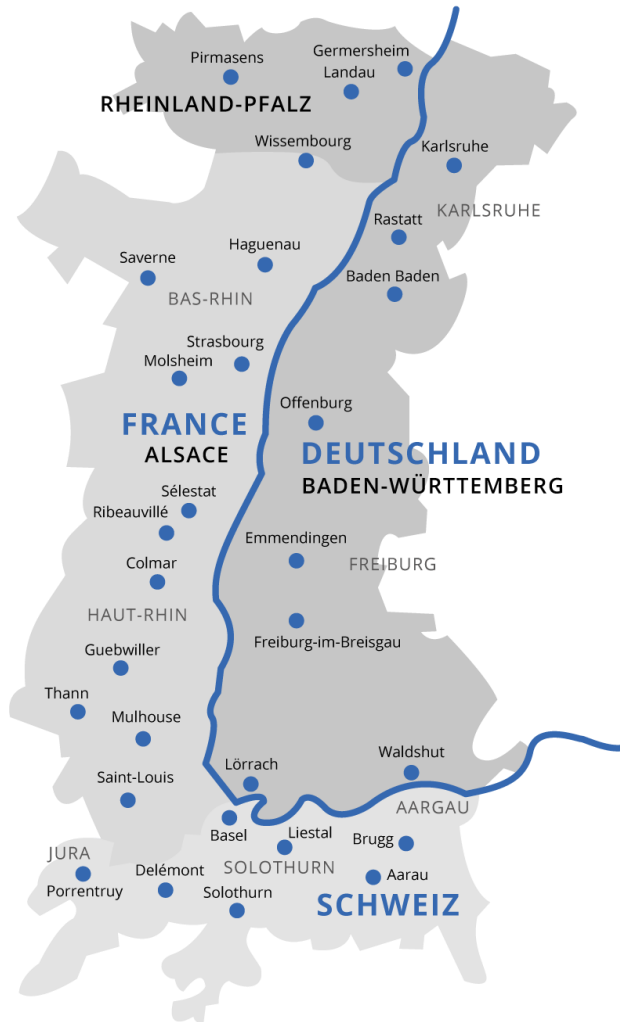 Germersheim
Pirmasens
Landau
RHEINLAND-PFALZ
Wissembourg
Karlsruhe
KARLSRUHE
Rastatt
Haguenau
Saverne
Baden Baden
BAS-RHIN
Strasbourg
Molsheim
Offenburg
FRANCE
ALSACE
DEUTSCHLAND
BADEN-WÜRTTEMBERG
Sélestat
Ribeauvillé
Emmendingen
Colmar
FREIBURG
HAUT-RHIN
Freiburg-im-Breisgau
Guebwiller
Thann
Mulhouse
Waldshut
Lörrach
Saint-Louis
AARGAU
Basel
Liestal
Brugg
JURA
Delémont
SOLOTHURN
Aarau
Porrentruy
Solothurn
SCHWEIZ